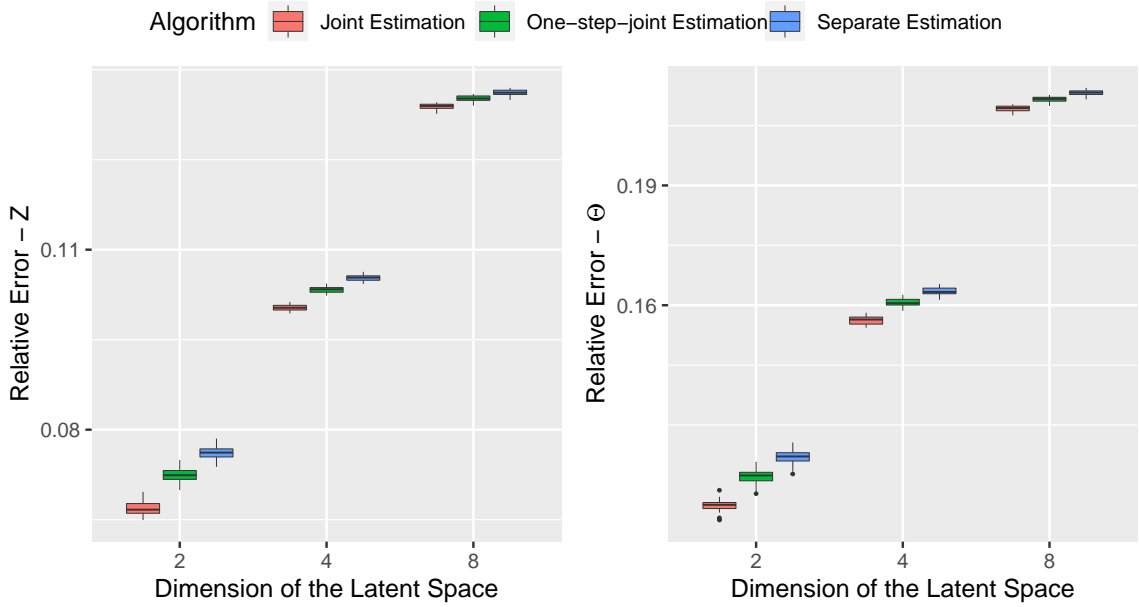 Algorithm Joint Estimation One−step−joint Estimation Separate Estimation
Relative Error − Z
0.11
0.08
2 4 8
Dimension of the Latent Space
Relative Error − Θ
0.19
0.16
2 4 8
Dimension of the Latent Space